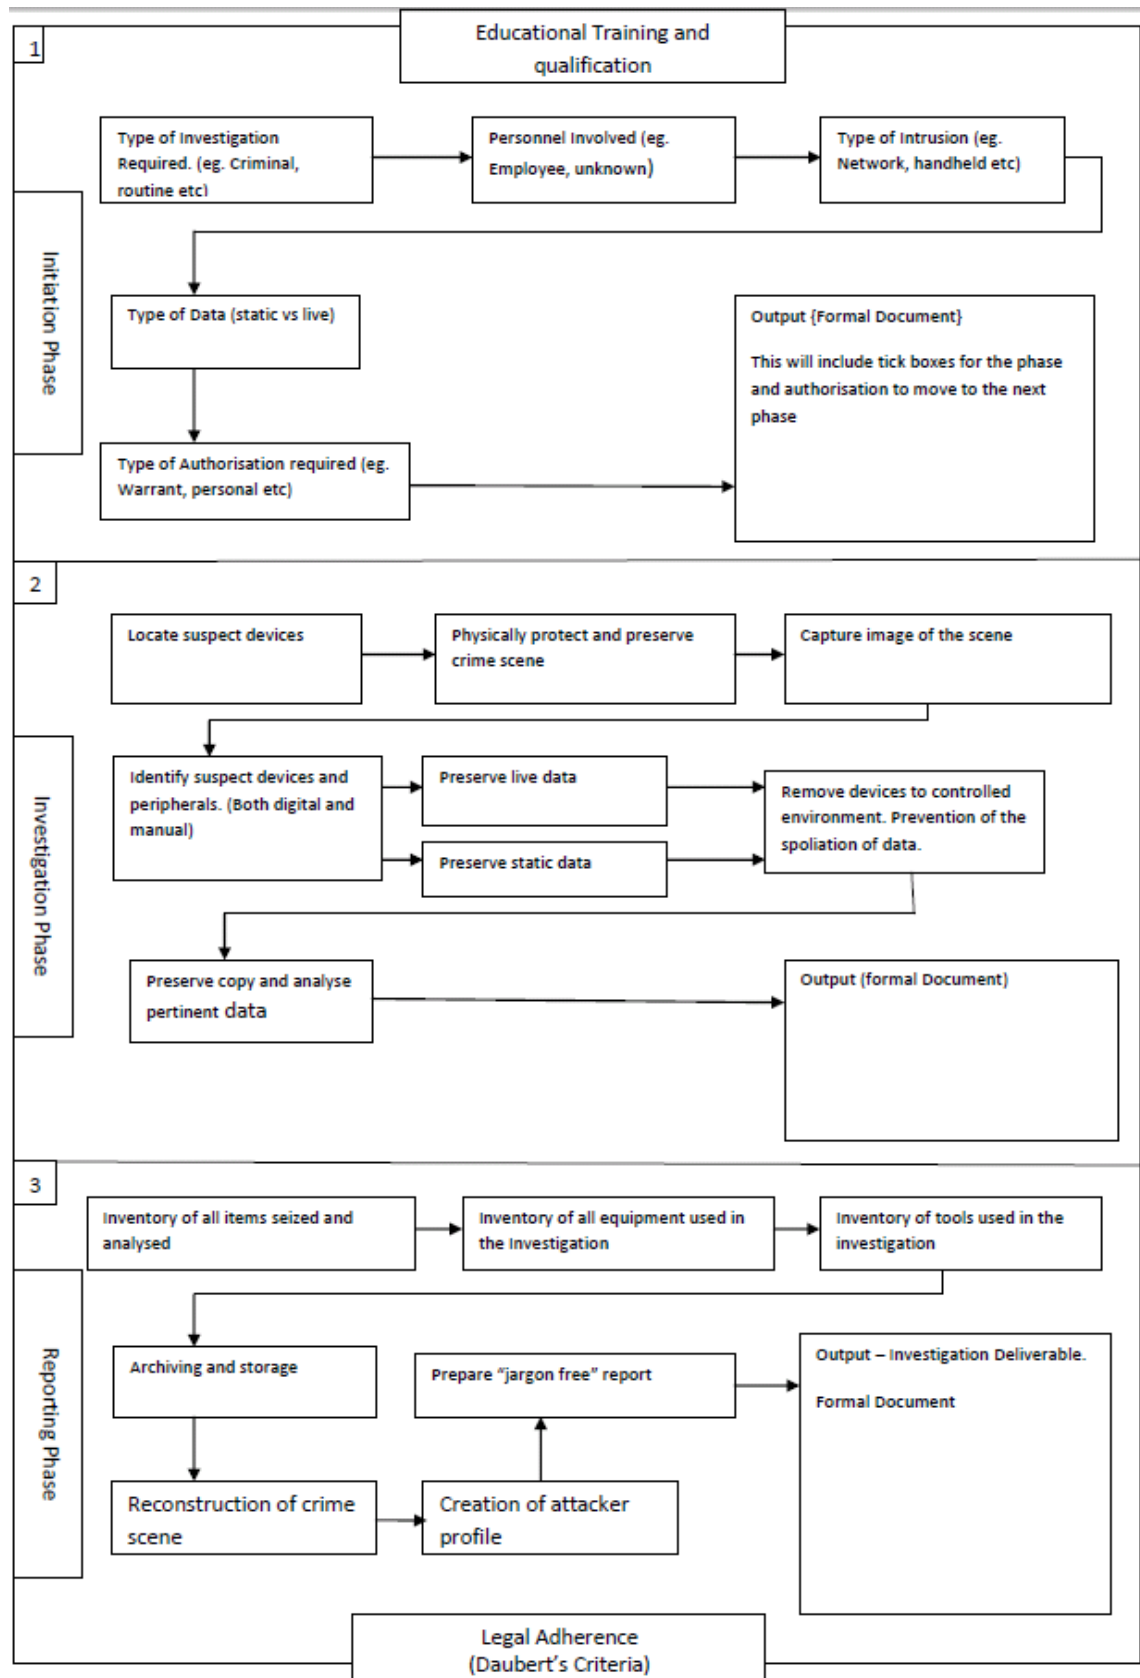 Educational Training and
qualification
1
Type of Investigation
Required. (eg. Criminal,
routine etc)
Personnel Involved (eg.
Employee, unknown)
Type of Intrusion (eg.
Network, handheld etc)
Initiation Phase
Type of Data (static vs live)
Output {Formal Document}
This will include tick boxes for the phase
and authorisation to move to the next
phase
Type of Authorisation required (eg.
Warrant, personal etc)
2
Locate suspect devices
Physically protect and preserve
crime scene
Capture image of the scene
Investigation Phase
Identify suspect devices and
peripherals. (Both digital and
manual)
Preserve live data
Preserve static data
Remove devices to controlled
environment. Prevention of the
spoliation of data.
Preserve copy and analyse
pertinent data
Output (formal Document)
3
Inventory of all items seized and
analysed
Inventory of all equipment used in
the Investigation
Inventory of tools used in the
investigation
Reporting Phase
Archiving and storage
Prepare “jargon free” report
Output – Investigation Deliverable.
Formal Document
Reconstruction of crime
scene
Creation of attacker
profile
Legal Adherence
(Daubert’s Criteria)